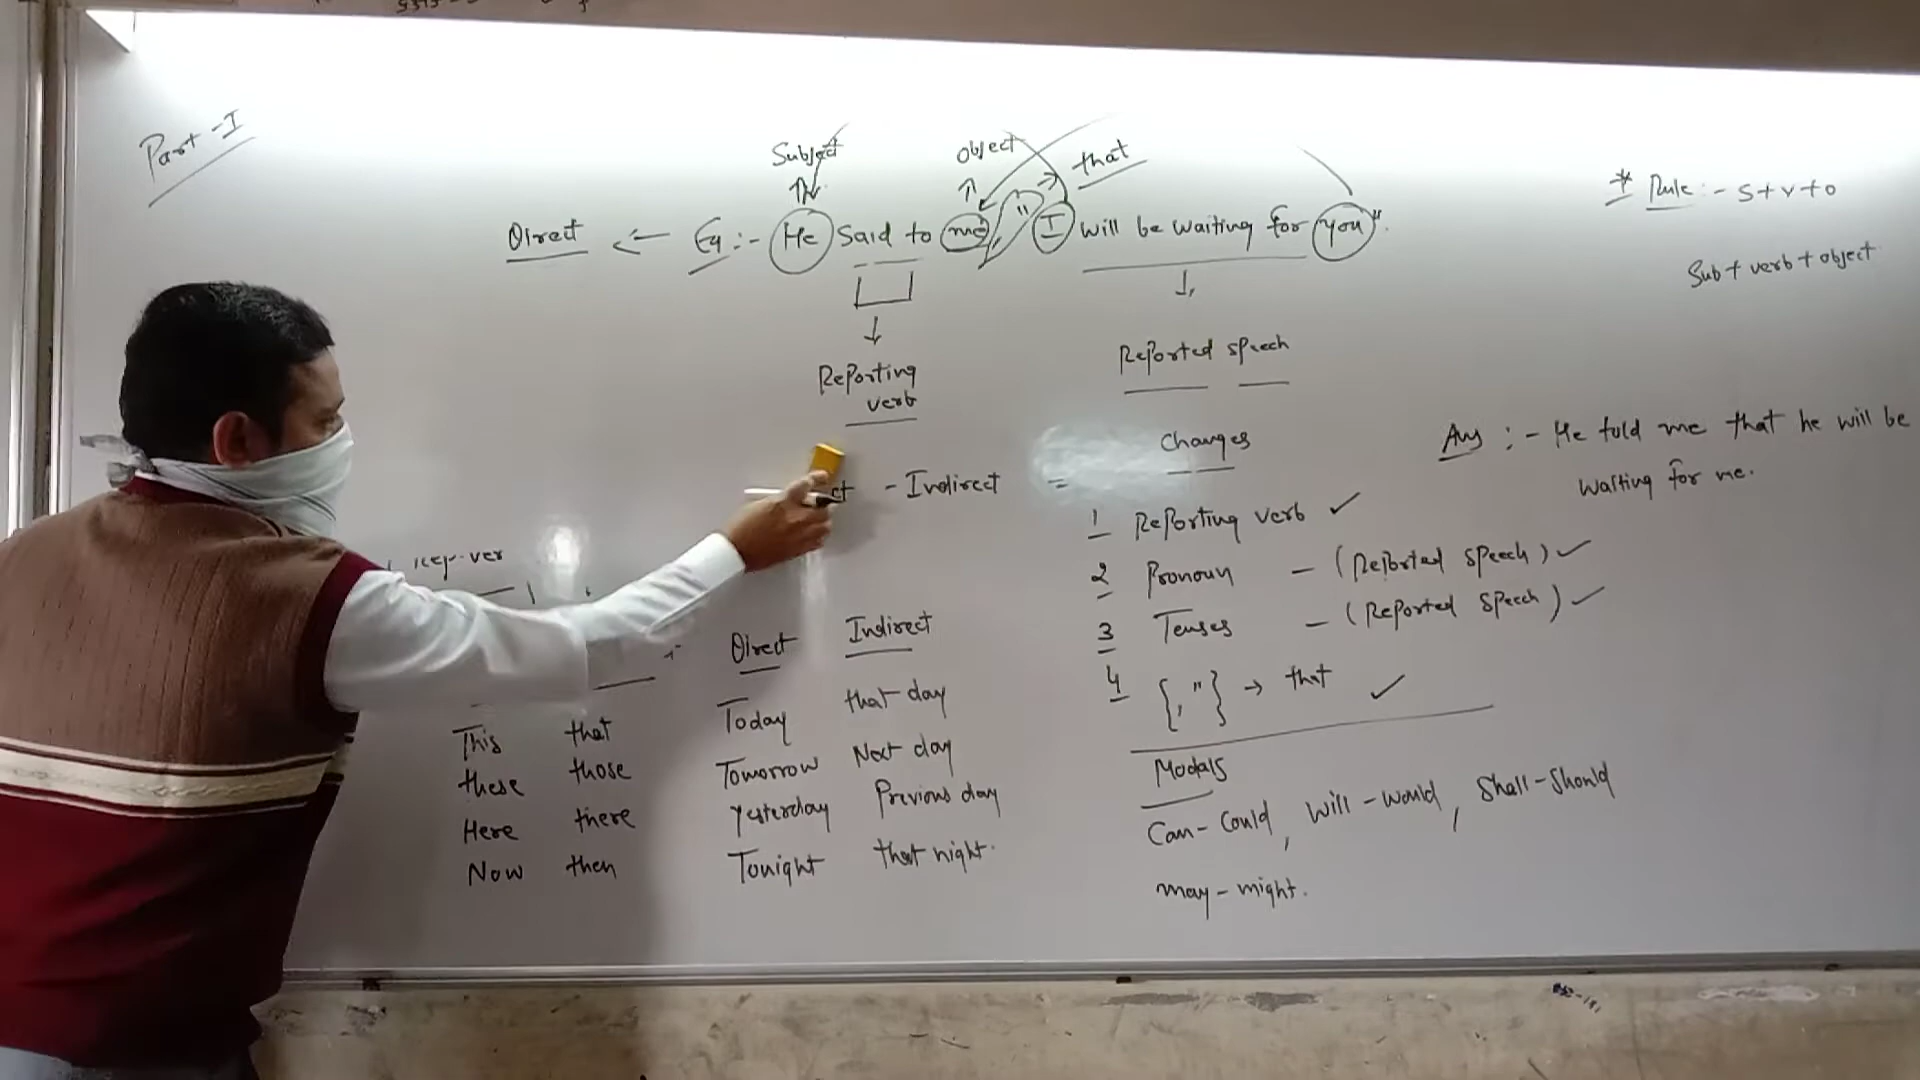 Part-I
Subject
Object
that
* Rule :- S+V+O
Direct ← Eg :- He Said to me, " I will be waiting for you".
Sub + verb + object
Reporting
verb
Reported Speech
Changes
Ans :- He told me that he will be
waiting for me.
ct - Indirect =
1 Reporting verb ✓
2 Pronoun - (Reported Speech) ✓
3 Tenses - (Reported Speech) ✓
4 {, "} → that ✓
Direct Indirect
Today that day
Tomorrow Next day
Yesterday Previous day
Tonight that night.
This that
these those
Here there
Now then
Modals
Can - Could, Will - would, Shall - Should
may - might.